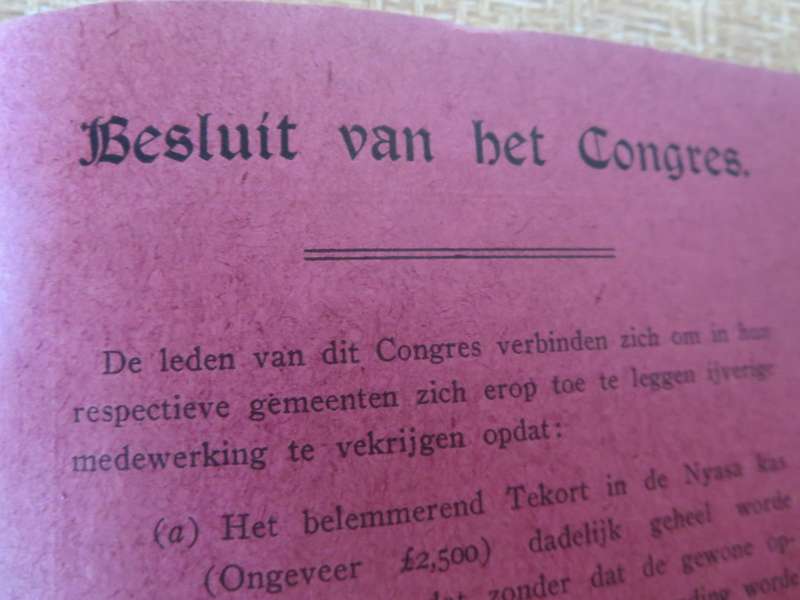 Besluit van het Congres.
De leden van dit Congres verbinden zich om in hun
respectieve gemeenten zich erop toe te leggen ijverige
medewerking te vekrijgen opdat:
(a) Het belemmerend Tekort in de Nyasa kas
(Ongeveer £2,500) dadelijk geheel worde
zonder dat de gewone op-
worde